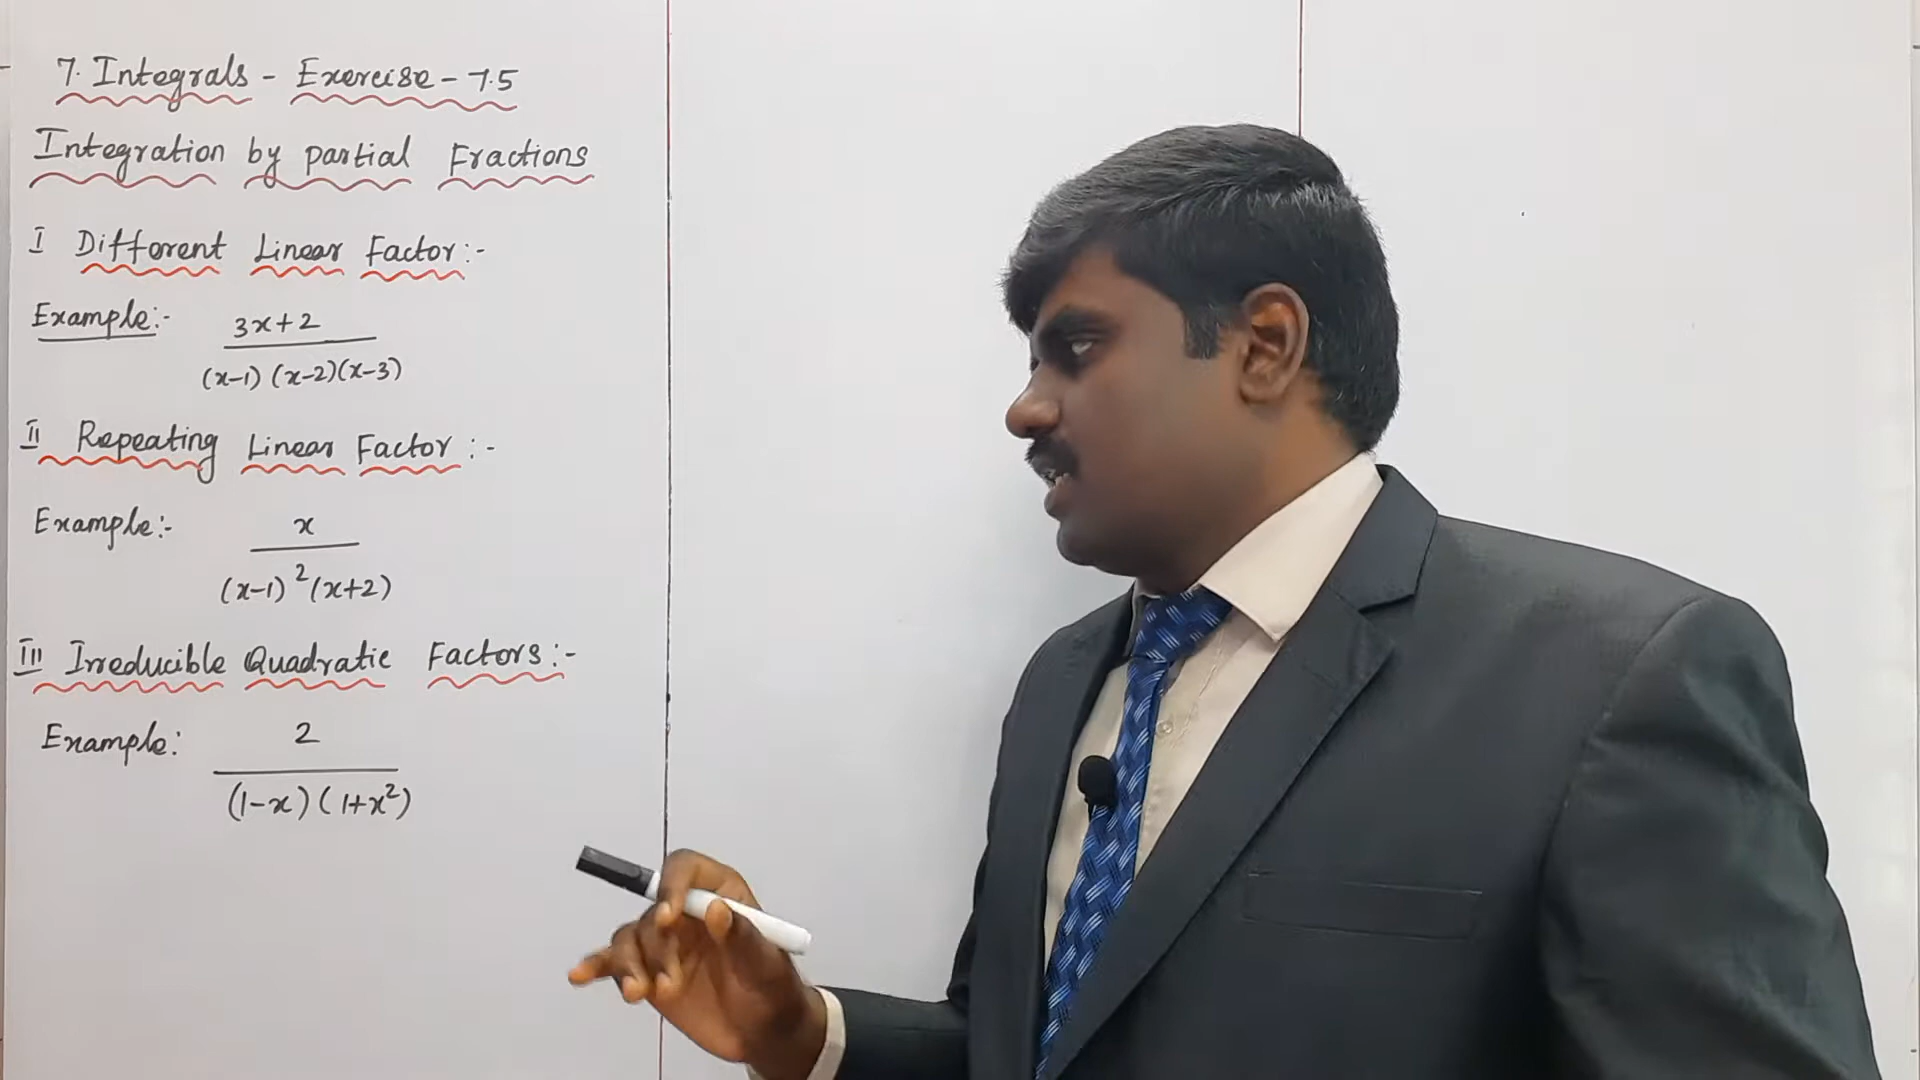 7. Integrals - Exercise - 7.5
Integration by partial Fractions
I Different Linear Factor:-
Example:- 3x+2
(x-1) (x-2)(x-3)
II Repeating Linear Factor:-
Example:- x
(x-1)²(x+2)
III Irreducible Quadratic Factors:-
Example: 2
(1-x)(1+x²)